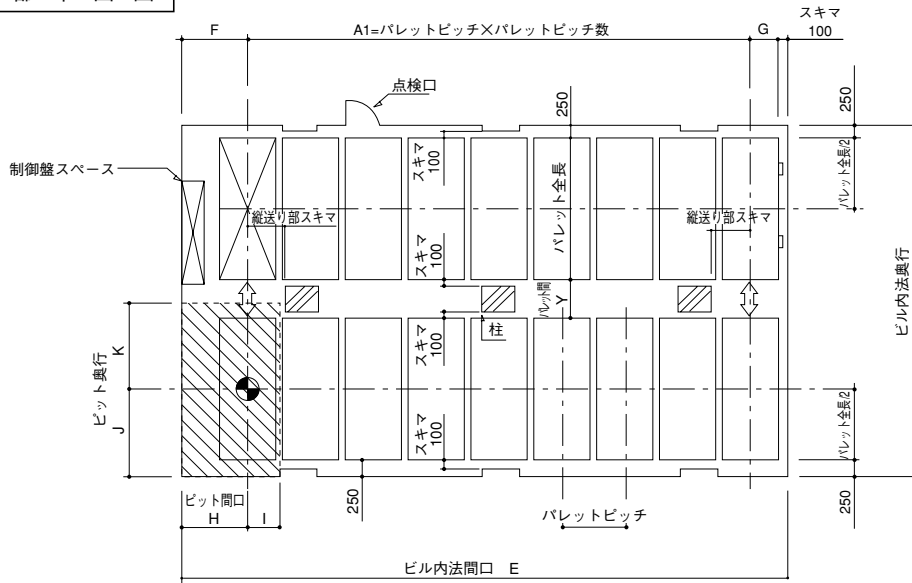 F
A1=パレットピッチ×パレットピッチ数
G
スキマ
100
点検口
250
250
制御盤スペース
スキマ
100
パレット全長
パレット全長/2
縦送り部スキマ
縦送り部スキマ
スキマ
100
パレット間
Y
ビル内法奥行
柱
ピット奥行
K
J
スキマ
100
スキマ
100
パレット全長/2
ピット間口
H
I
250
パレットピッチ
250
ビル内法間口 E